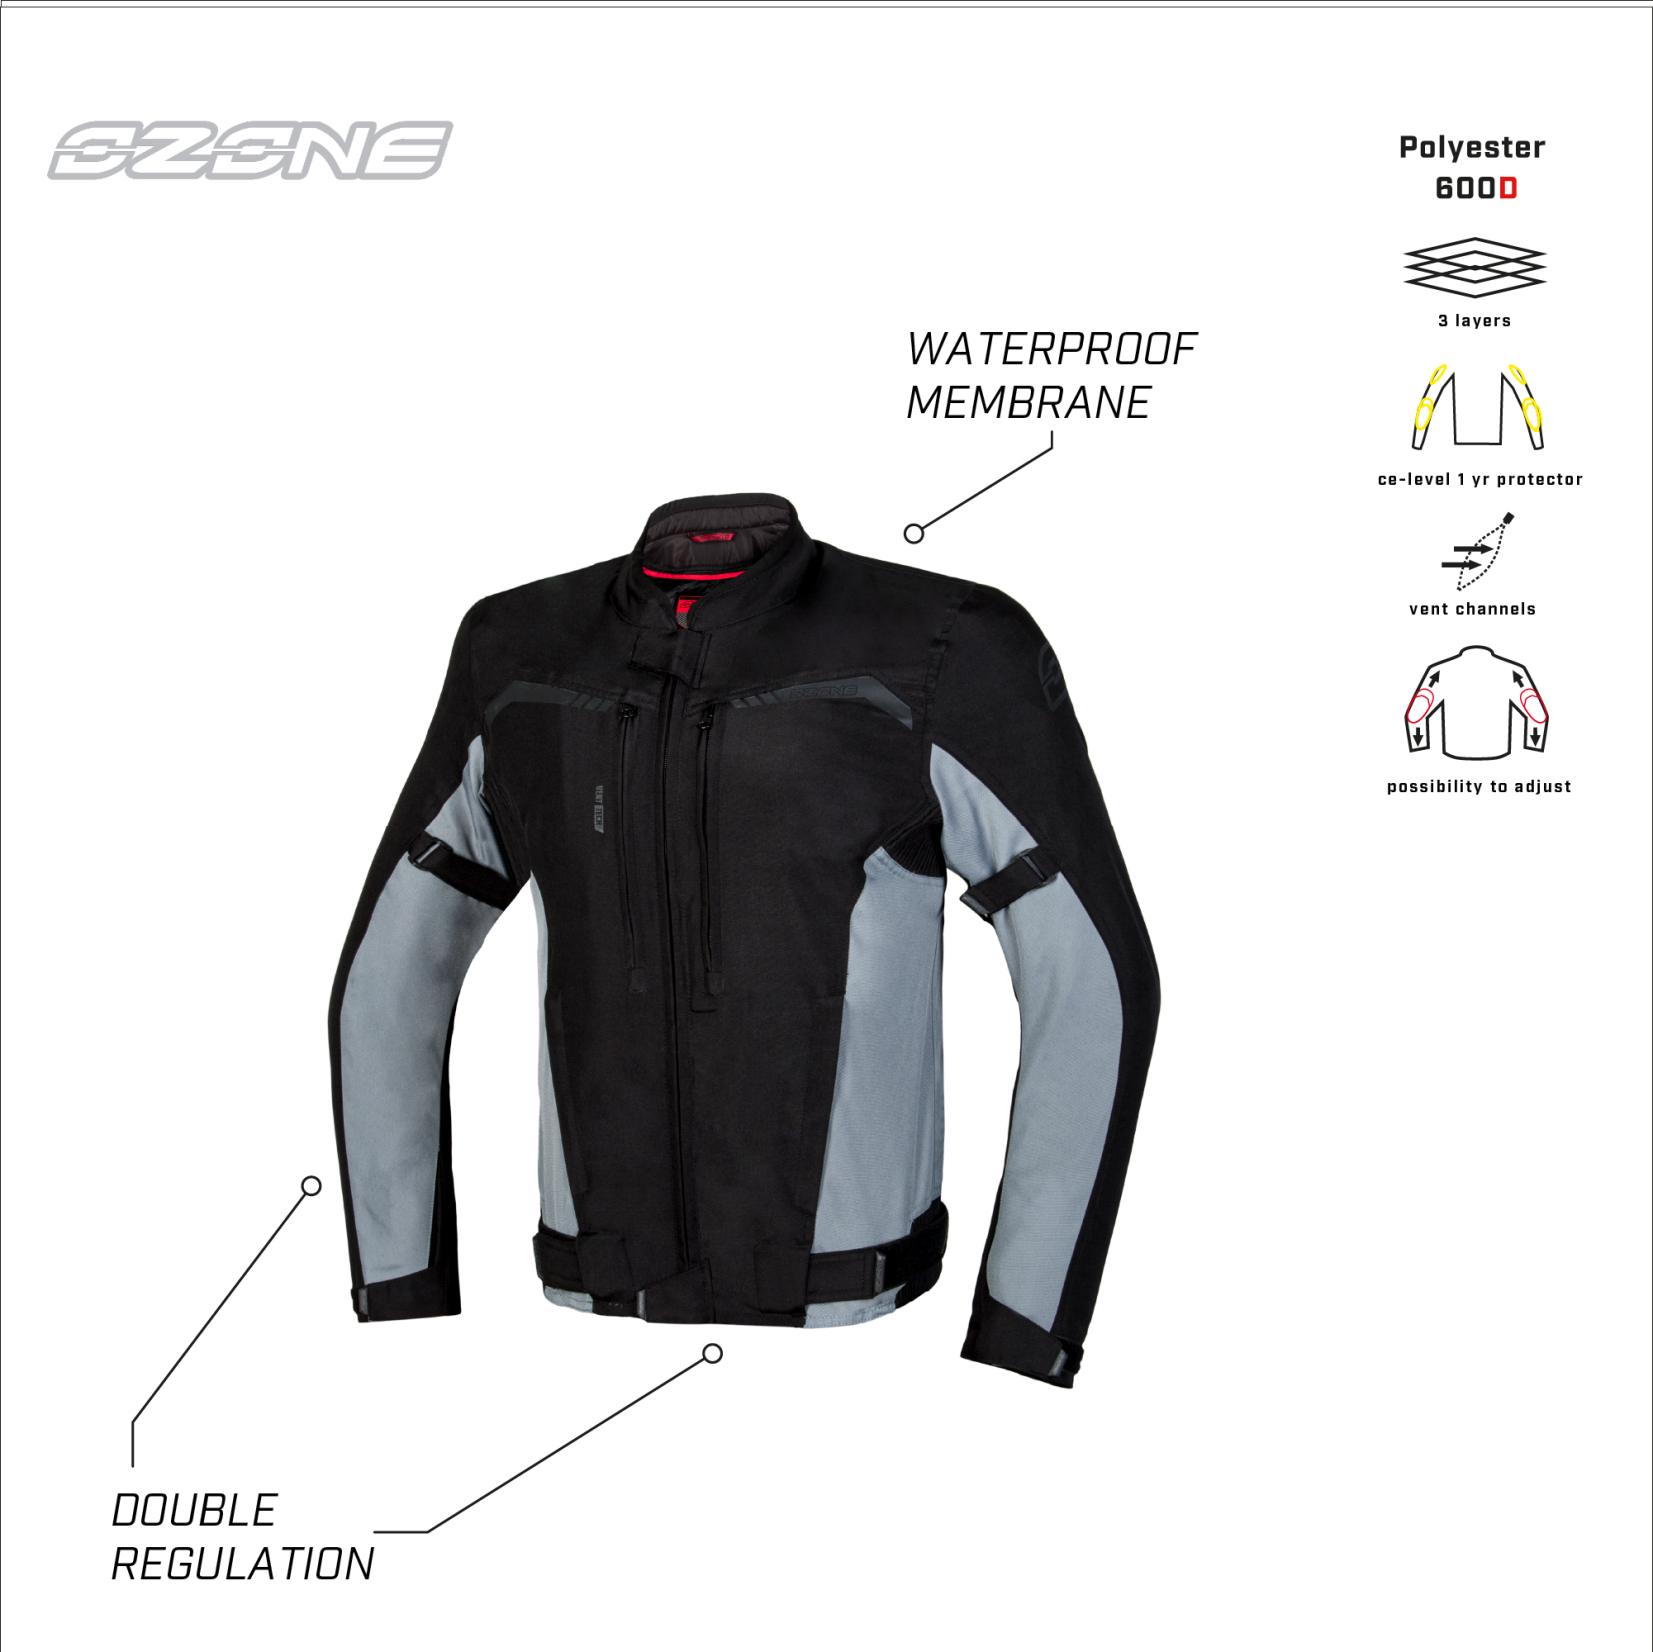 OZONE
Polyester
600D
3 layers
WATERPROOF
MEMBRANE
ce-level 1 yr protector
vent channels
OZONE
possibility to adjust
DOUBLE
REGULATION